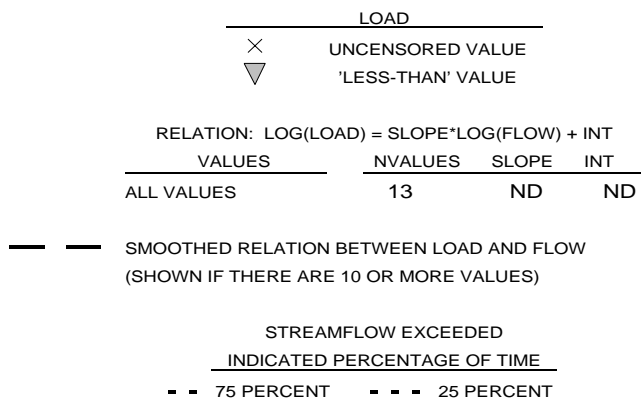 LOAD
UNCENSORED VALUE
'LESS-THAN' VALUE
RELATION: LOG(LOAD) = SLOPE*LOG(FLOW) + INT
VALUES NVALUES SLOPE INT
ALL VALUES 13 ND ND
SMOOTHED RELATION BETWEEN LOAD AND FLOW
(SHOWN IF THERE ARE 10 OR MORE VALUES)
STREAMFLOW EXCEEDED
INDICATED PERCENTAGE OF TIME
75 PERCENT 25 PERCENT